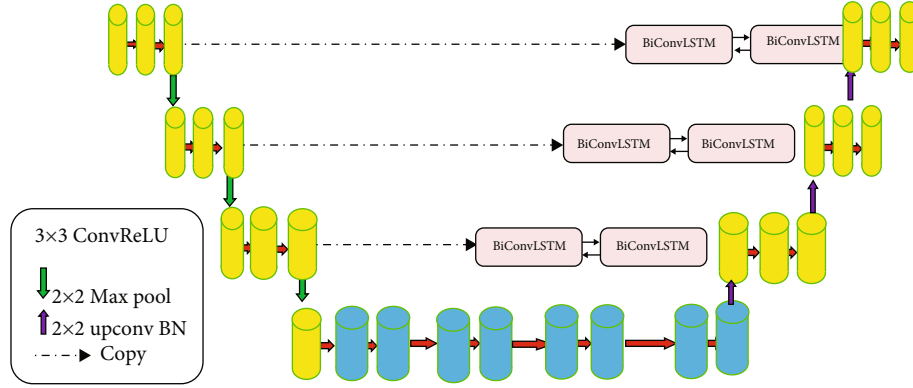 BiConvLSTM
BiConvLSTM
BiConvLSTM
BiConvLSTM
BiConvLSTM
BiConvLSTM
3×3 ConvReLU
2×2 Max pool
2×2 upconv BN
Copy